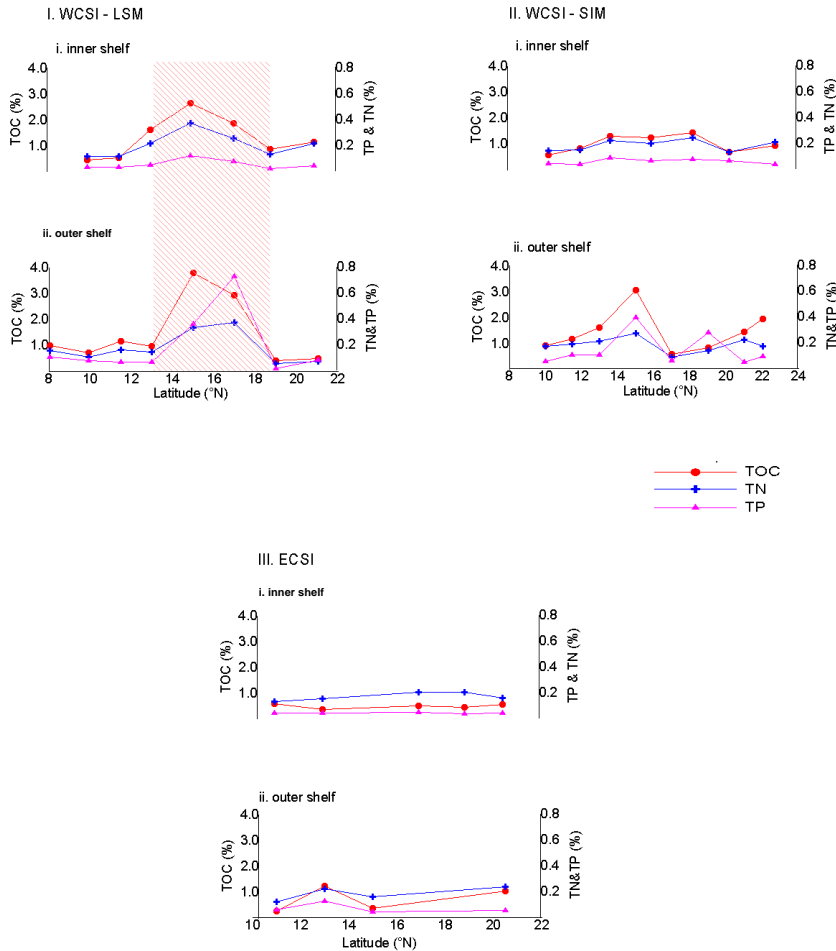 I. WCSI - LSM
i. inner shelf
4.0
3.0
2.0
1.0
TOC (%)
0.8
0.6
0.4
0.2
TP & TN (%)
ii. outer shelf
4.0
3.0
2.0
1.0
TOC (%)
0.8
0.6
0.4
0.2
TN&TP (%)
8 10 12 14 16 18 20 22
Latitude (°N)
II. WCSI - SIM
i. inner shelf
4.0
3.0
2.0
1.0
TOC (%)
0.8
0.6
0.4
0.2
TP & TN (%)
ii. outer shelf
4.0
3.0
2.0
1.0
TOC (%)
0.8
0.6
0.4
0.2
TN&TP (%)
8 10 12 14 16 18 20 22 24
Latitude (°N)
TOC
TN
TP
III. ECSI
i. inner shelf
4.0
3.0
2.0
1.0
TOC (%)
0.8
0.6
0.4
0.2
TP & TN (%)
ii. outer shelf
4.0
3.0
2.0
1.0
TOC (%)
0.8
0.6
0.4
0.2
TN&TP (%)
10 12 14 16 18 20 22
Latitude (°N)